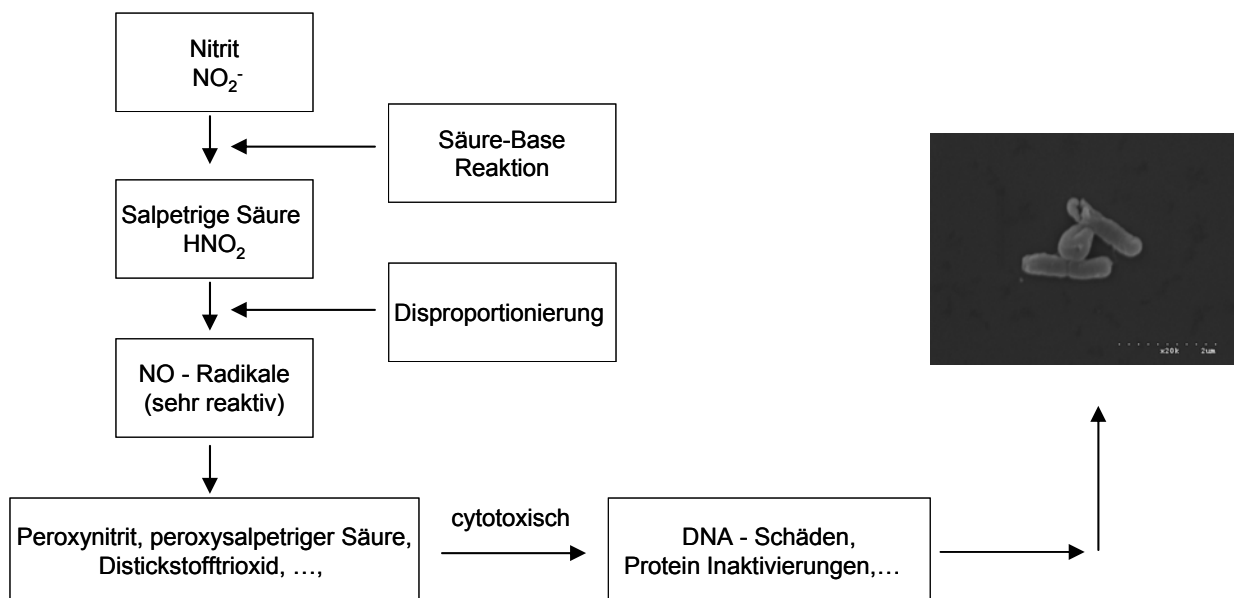 Nitrit
NO₂⁻
Säure-Base
Reaktion
Salpetrige Säure
HNO₂
Disproportionierung
NO - Radikale
(sehr reaktiv)
Peroxynitrit, peroxysalpetriger Säure,
Distickstofftrioxid, …,
cytotoxisch
DNA - Schäden,
Protein Inaktivierungen,…
x20k 2um